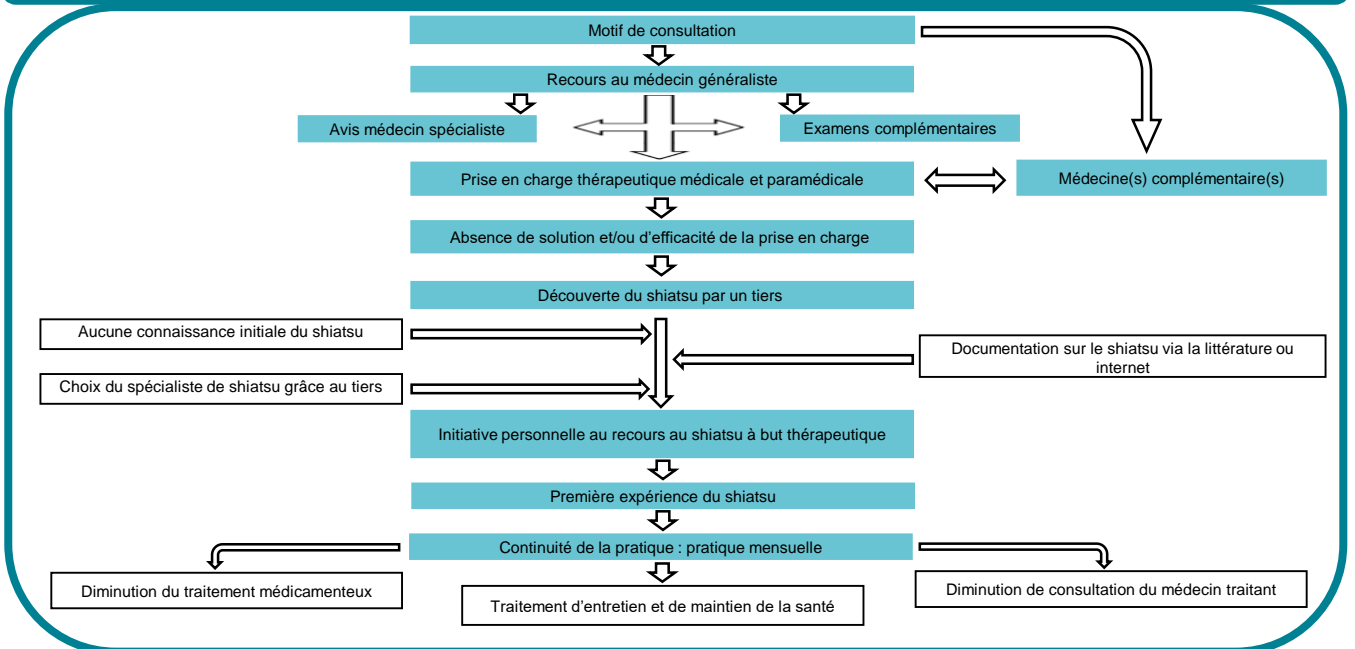 Motif de consultation
Recours au médecin généraliste
Avis médecin spécialiste
Examens complémentaires
Prise en charge thérapeutique médicale et paramédicale
Médecine(s) complémentaire(s)
Absence de solution et/ou d'efficacité de la prise en charge
Découverte du shiatsu par un tiers
Aucune connaissance initiale du shiatsu
Documentation sur le shiatsu via la littérature ou
internet
Choix du spécialiste de shiatsu grâce au tiers
Initiative personnelle au recours au shiatsu à but thérapeutique
Première expérience du shiatsu
Continuité de la pratique : pratique mensuelle
Diminution du traitement médicamenteux
Traitement d'entretien et de maintien de la santé
Diminution de consultation du médecin traitant